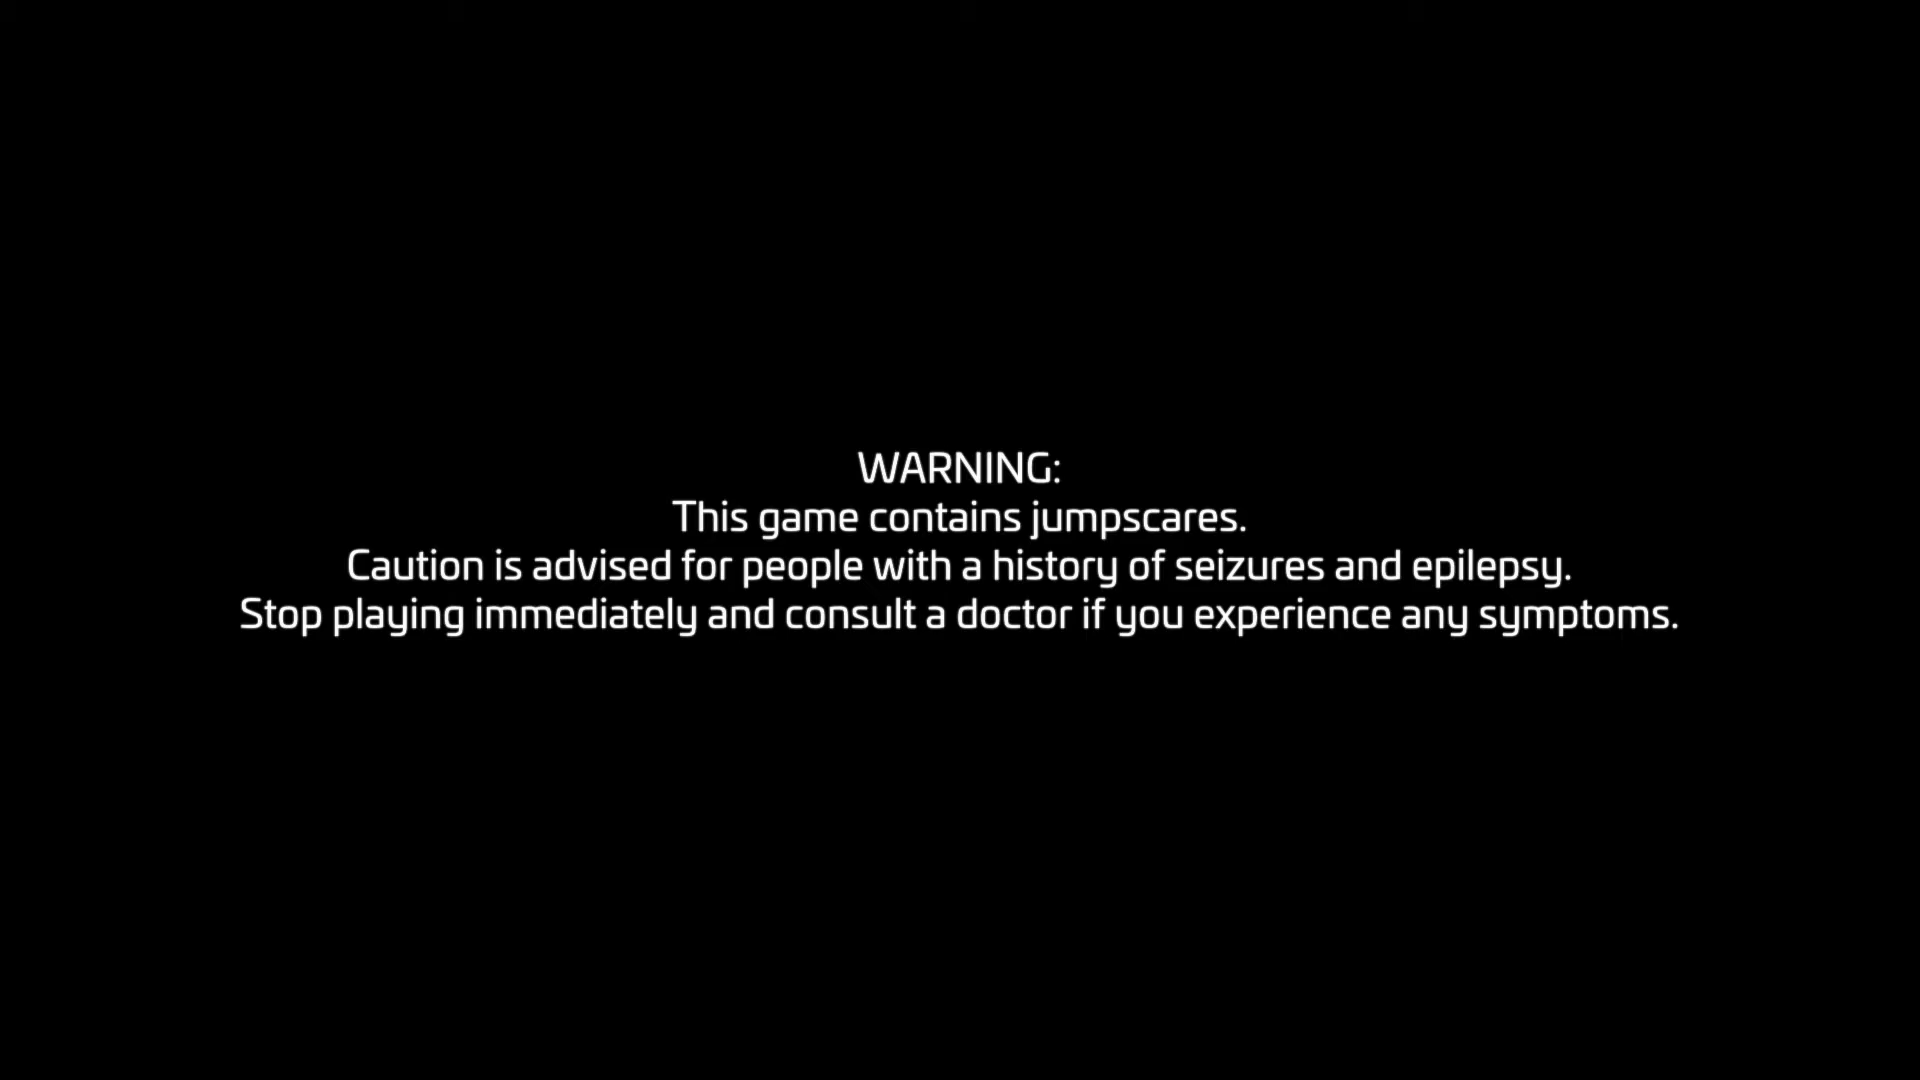 WARNING:
This game contains jumpscares.
Caution is advised for people with a history of seizures and epilepsy.
Stop playing immediately and consult a doctor if you experience any symptoms.